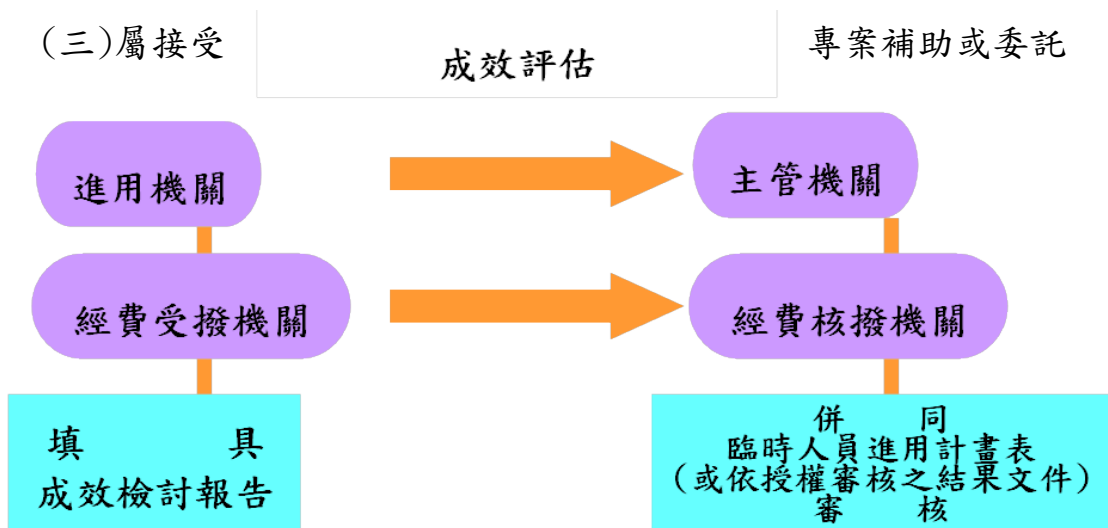 (三)屬接受
專案補助或委託
成效評估
進用機關
主管機關
經費受撥機關
經費核撥機關
填 具
成效檢討報告
併 同
臨時人員進用計畫表
(或依授權審核之結果文件)
審 核